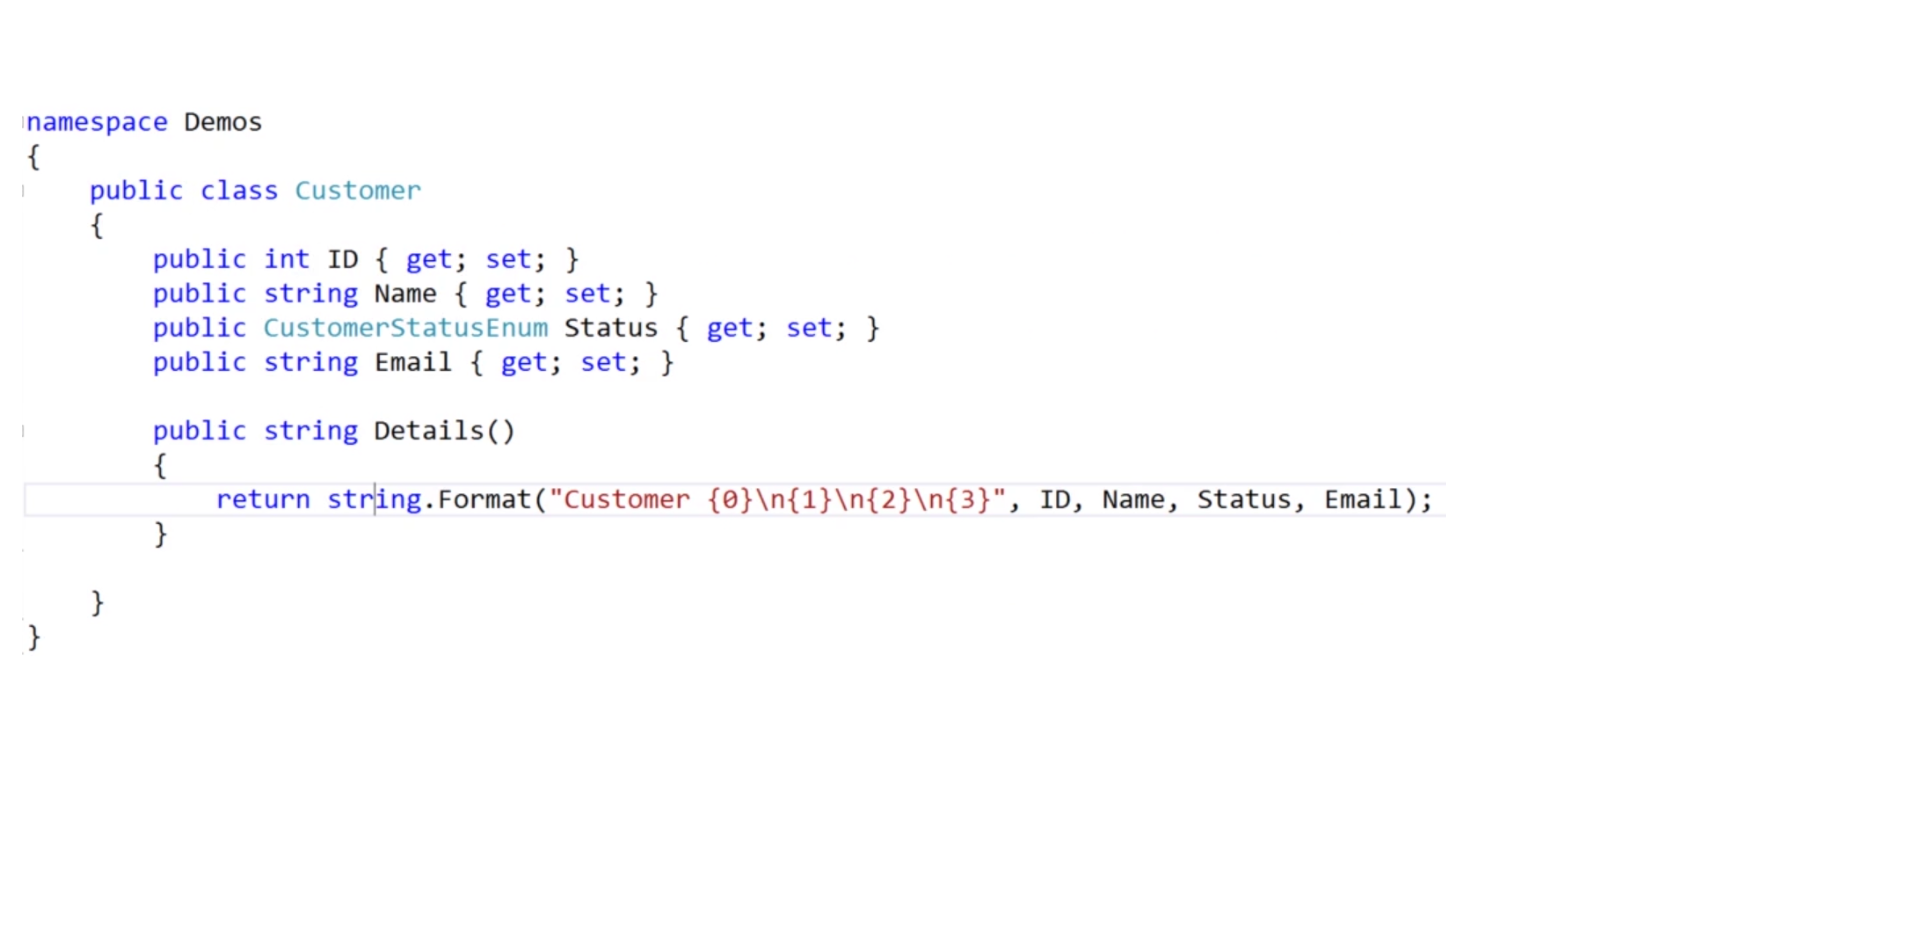 namespace Demos
{
    public class Customer
    {
        public int ID { get; set; }
        public string Name { get; set; }
        public CustomerStatusEnum Status { get; set; }
        public string Email { get; set; }

        public string Details()
        {
            return string.Format("Customer {0}\n{1}\n{2}\n{3}", ID, Name, Status, Email);
        }

    }
}